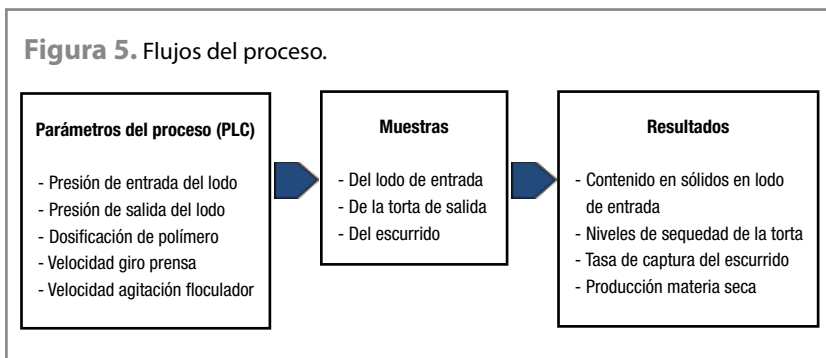 Figura 5. Flujos del proceso.
Parámetros del proceso (PLC)
- Presión de entrada del lodo
- Presión de salida del lodo
- Dosificación de polímero
- Velocidad giro prensa
- Velocidad agitación floculador
Muestras
- Del lodo de entrada
- De la torta de salida
- Del escurrido
Resultados
- Contenido en sólidos en lodo
de entrada
- Niveles de sequedad de la torta
- Tasa de captura del escurrido
- Producción materia seca